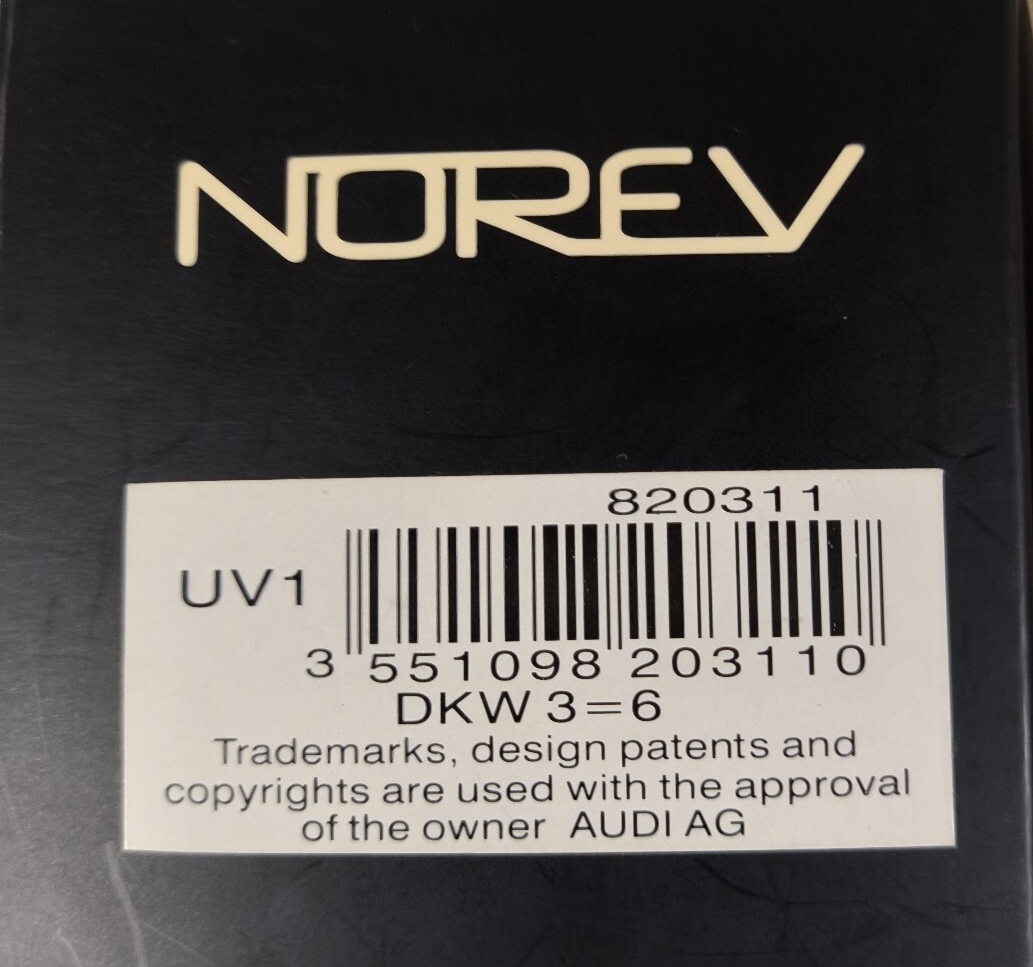 NOREV
820311
UV1
3 551098 203110
DKW 3=6
Trademarks, design patents and
copyrights are used with the approval
of the owner AUDI AG